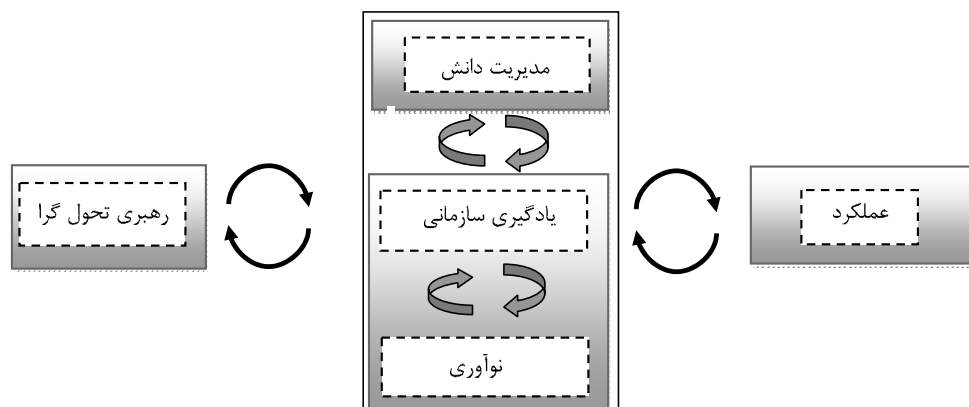 مدیریت دانش
رهبری تحول گرا
یادگیری سازمانی
عملکرد
نوآوری